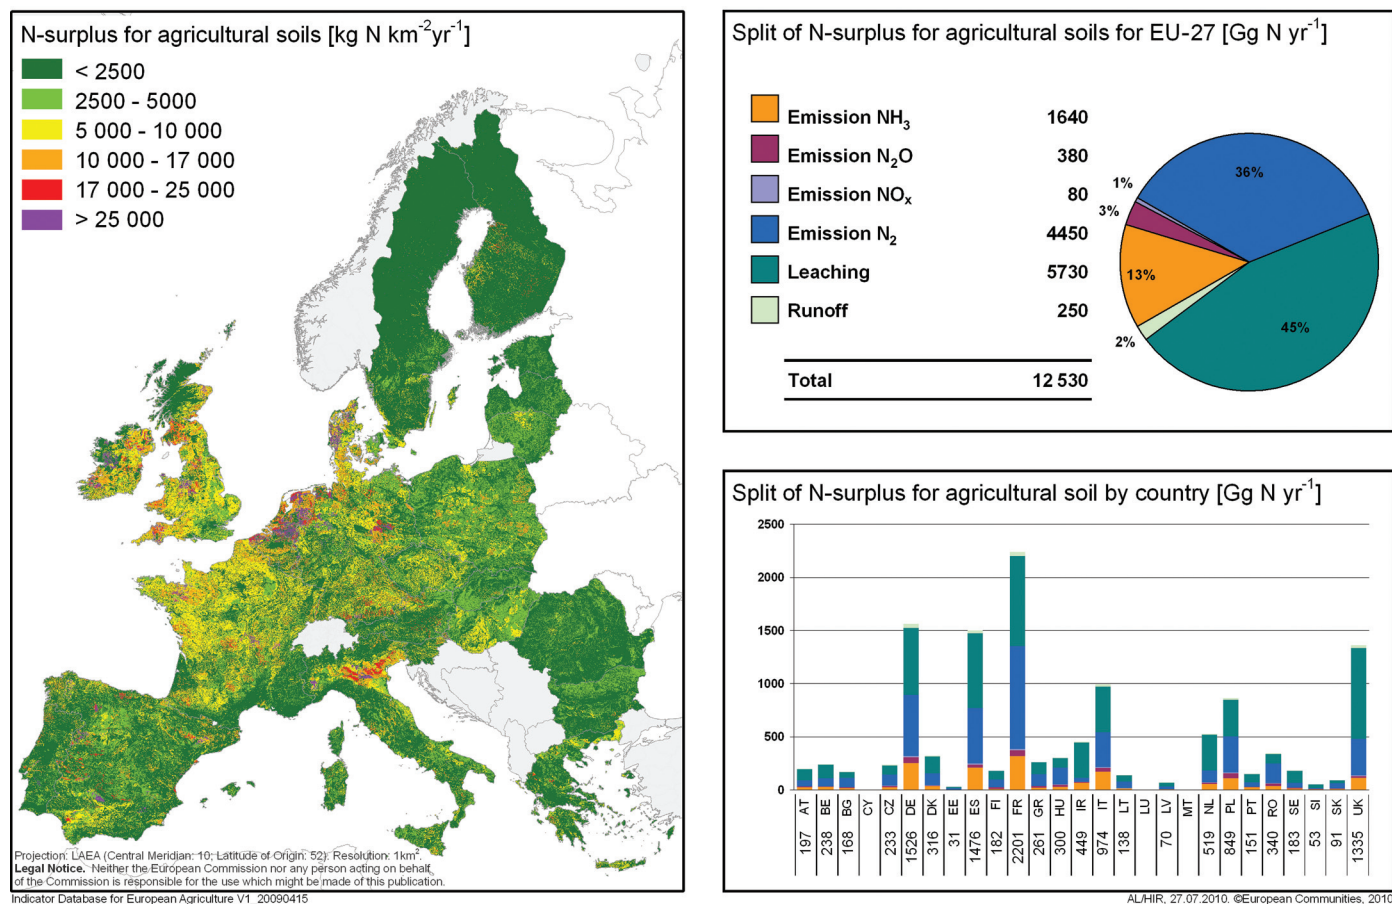 N-surplus for agricultural soils [kg N km⁻²yr⁻¹]
< 2500
2500 - 5000
5 000 - 10 000
10 000 - 17 000
17 000 - 25 000
> 25 000
Projection: LAEA (Central Meridian: 10; Latitude of Origin: 52). Resolution: 1km².
Legal Notice. Neither the European Commission nor any person acting on behalf
of the Commission is responsible for the use which might be made of this publication.
Indicator Database for European Agriculture V1_20090415
Split of N-surplus for agricultural soils for EU-27 [Gg N yr⁻¹]
Emission NH₃ 1640
Emission N₂O 380
Emission NOₓ 80
Emission N₂ 4450
Leaching 5730
Runoff 250
Total 12 530
36%
1%
3%
13%
2%
45%
Split of N-surplus for agricultural soil by country [Gg N yr⁻¹]
2500
2000
1500
1000
500
0
197 AT
238 BE
168 BG
CY
233 CZ
1526 DE
316 DK
31 EE
1476 ES
182 FI
2201 FR
261 GR
300 HU
449 IR
974 IT
138 LT
LU
70 LV
MT
519 NL
849 PL
151 PT
340 RO
183 SE
53 SI
91 SK
1335 UK
AL/HIR, 27.07.2010. ©European Communities, 2010